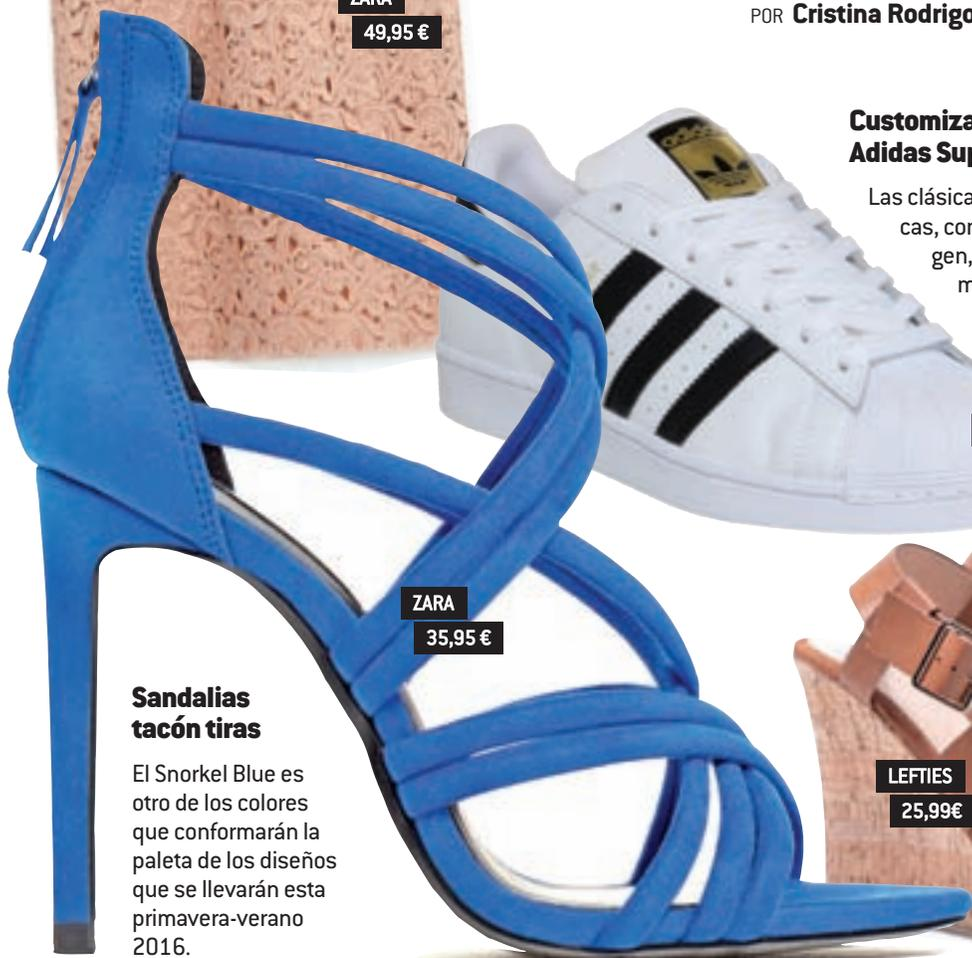 ZARA
49,95 €
POR Cristina Rodrigo
Customiza
Adidas Sup
Las clásica
cas, con
gen,
m
adidas
ZARA
35,95 €
Sandalias
tacón tiras
El Snorkel Blue es
otro de los colores
que conformarán la
paleta de los diseños
que se llevarán esta
primavera-verano
2016.
LEFTIES
25,99€